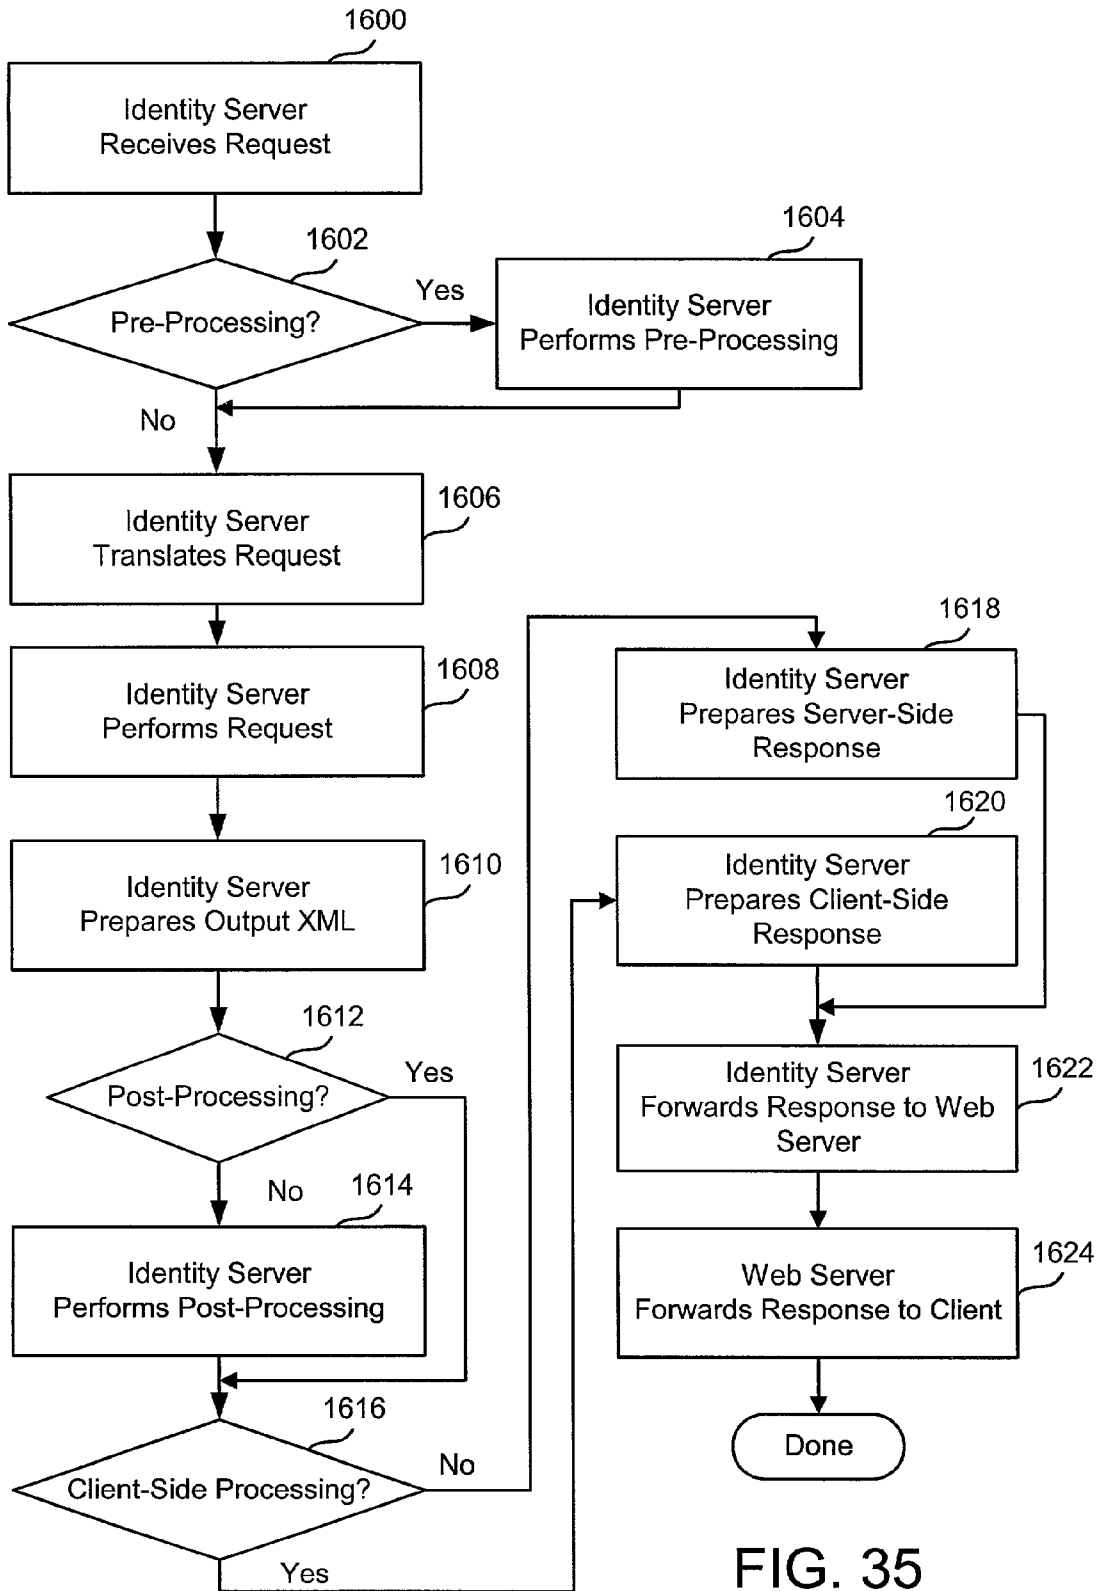 1600
Identity Server
Receives Request
1602
Pre-Processing?
Yes
No
1604
Identity Server
Performs Pre-Processing
1606
Identity Server
Translates Request
1608
Identity Server
Performs Request
1610
Identity Server
Prepares Output XML
1612
Post-Processing?
Yes
No
1614
Identity Server
Performs Post-Processing
1616
Client-Side Processing?
No
Yes
1618
Identity Server
Prepares Server-Side
Response
1620
Identity Server
Prepares Client-Side
Response
1622
Identity Server
Forwards Response to Web
Server
1624
Web Server
Forwards Response to Client
Done
FIG. 35